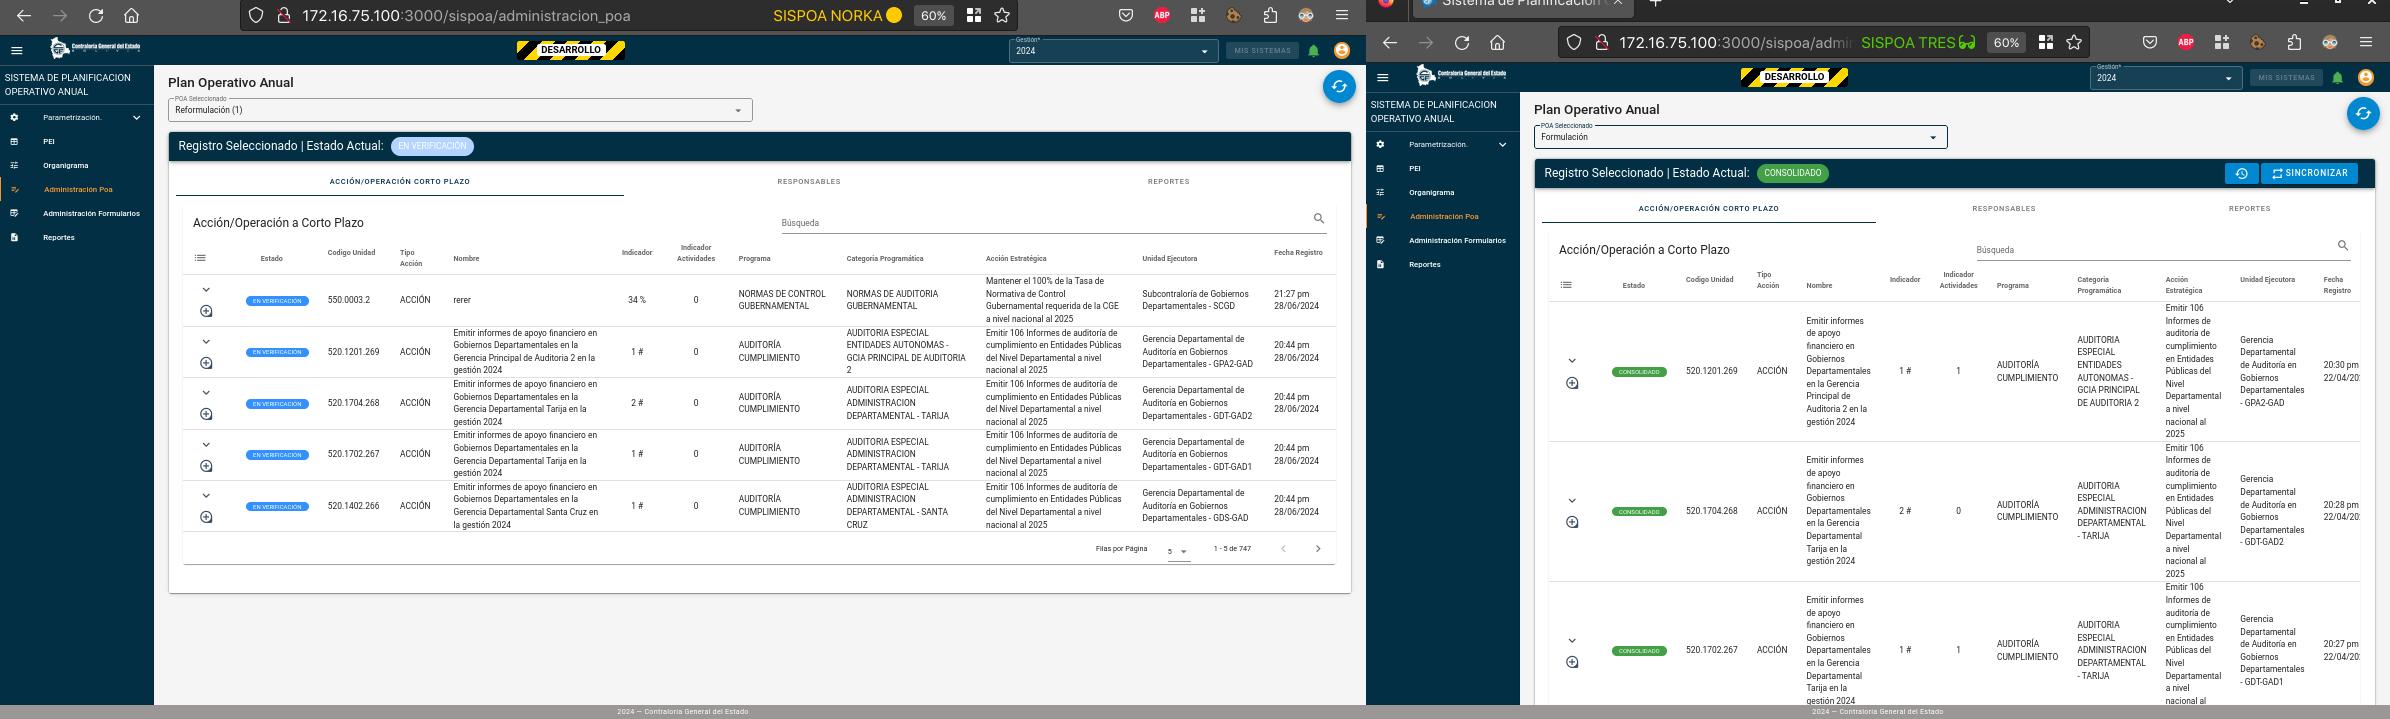 172.16.75.100:3000/sispoa/administracion_poa
SISPOA NORKA
60%
ABP
Contraloría General del Estado
DESARROLLO
Gestión*
2024
MIS SISTEMAS
SISTEMA DE PLANIFICACION
OPERATIVO ANUAL
Parametrización.
PEI
Organigrama
Administración Poa
Administración Formularios
Reportes
Plan Operativo Anual
POA Seleccionado
Reformulación (1)
Registro Seleccionado | Estado Actual: EN VERIFICACIÓN
ACCIÓN/OPERACIÓN CORTO PLAZO
RESPONSABLES
REPORTES
Acción/Operación a Corto Plazo
Búsqueda
Estado
Codigo Unidad
Tipo
Acción
Nombre
Indicador
Indicador
Actividades
Programa
Categoría Programática
Acción Estratégica
Unidad Ejecutora
Fecha Registro
EN VERIFICACIÓN
550.0003.2
ACCIÓN
rerer
34 %
0
NORMAS DE CONTROL
GUBERNAMENTAL
NORMAS DE AUDITORIA
GUBERNAMENTAL
Mantener el 100% de la Tasa de
Normativa de Control
Gubernamental requerida de la CGE
a nivel nacional al 2025
Subcontraloría de Gobiernos
Departamentales - SCGD
21:27 pm
28/06/2024
EN VERIFICACIÓN
520.1201.269
ACCIÓN
Emitir informes de apoyo financiero en
Gobiernos Departamentales en la
Gerencia Principal de Auditoria 2 en la
gestión 2024
1 #
0
AUDITORÍA
CUMPLIMIENTO
AUDITORIA ESPECIAL
ENTIDADES AUTONOMAS -
GCIA PRINCIPAL DE AUDITORIA
2
Emitir 106 Informes de auditoría de
cumplimiento en Entidades Públicas
del Nivel Departamental a nivel
nacional al 2025
Gerencia Departamental de
Auditoría en Gobiernos
Departamentales - GPA2-GAD
20:44 pm
28/06/2024
EN VERIFICACIÓN
520.1704.268
ACCIÓN
Emitir informes de apoyo financiero en
Gobiernos Departamentales en la
Gerencia Departamental Tarija en la
gestión 2024
2 #
0
AUDITORÍA
CUMPLIMIENTO
AUDITORIA ESPECIAL
ADMINISTRACION
DEPARTAMENTAL - TARIJA
Emitir 106 Informes de auditoría de
cumplimiento en Entidades Públicas
del Nivel Departamental a nivel
nacional al 2025
Gerencia Departamental de
Auditoría en Gobiernos
Departamentales - GDT-GAD2
20:44 pm
28/06/2024
EN VERIFICACIÓN
520.1702.267
ACCIÓN
Emitir informes de apoyo financiero en
Gobiernos Departamentales en la
Gerencia Departamental Tarija en la
gestión 2024
1 #
0
AUDITORÍA
CUMPLIMIENTO
AUDITORIA ESPECIAL
ADMINISTRACION
DEPARTAMENTAL - TARIJA
Emitir 106 Informes de auditoría de
cumplimiento en Entidades Públicas
del Nivel Departamental a nivel
nacional al 2025
Gerencia Departamental de
Auditoría en Gobiernos
Departamentales - GDT-GAD1
20:44 pm
28/06/2024
EN VERIFICACIÓN
520.1402.266
ACCIÓN
Emitir informes de apoyo financiero en
Gobiernos Departamentales en la
Gerencia Departamental Santa Cruz en
la gestión 2024
1 #
0
AUDITORÍA
CUMPLIMIENTO
AUDITORIA ESPECIAL
ADMINISTRACION
DEPARTAMENTAL - SANTA
CRUZ
Emitir 106 Informes de auditoría de
cumplimiento en Entidades Públicas
del Nivel Departamental a nivel
nacional al 2025
Gerencia Departamental de
Auditoría en Gobiernos
Departamentales - GDS-GAD
20:44 pm
28/06/2024
Filas por Página
5
1 - 5 de 747
2024 — Contraloría General del Estado
Sistema de Planificación
172.16.75.100:3000/sispoa/admi
SISPOA TRES
60%
ABP
Contraloría General del Estado
DESARROLLO
Gestión*
2024
MIS SISTEMAS
SISTEMA DE PLANIFICACION
OPERATIVO ANUAL
Parametrización.
PEI
Organigrama
Administración Poa
Administración Formularios
Reportes
Plan Operativo Anual
POA Seleccionado
Formulación
Registro Seleccionado | Estado Actual: CONSOLIDADO
SINCRONIZAR
ACCIÓN/OPERACIÓN CORTO PLAZO
RESPONSABLES
REPORTES
Acción/Operación a Corto Plazo
Búsqueda
Estado
Codigo Unidad
Tipo
Acción
Nombre
Indicador
Indicador
Actividades
Programa
Categoría
Programática
Acción
Estratégica
Unidad Ejecutora
Fecha
Registro
CONSOLIDADO
520.1201.269
ACCIÓN
Emitir informes
de apoyo
financiero en
Gobiernos
Departamentales
en la Gerencia
Principal de
Auditoria 2 en la
gestión 2024
1 #
1
AUDITORÍA
CUMPLIMIENTO
AUDITORIA
ESPECIAL
ENTIDADES
AUTONOMAS -
GCIA PRINCIPAL
DE AUDITORIA 2
Emitir 106
Informes de
auditoría de
cumplimiento
en Entidades
Públicas del
Nivel
Departamental
a nivel
nacional al
2025
Gerencia
Departamental
de Auditoría en
Gobiernos
Departamentales
- GPA2-GAD
20:30 pm
22/04/20
CONSOLIDADO
520.1704.268
ACCIÓN
Emitir informes
de apoyo
financiero en
Gobiernos
Departamentales
en la Gerencia
Departamental
Tarija en la
gestión 2024
2 #
0
AUDITORÍA
CUMPLIMIENTO
AUDITORIA
ESPECIAL
ADMINISTRACION
DEPARTAMENTAL
- TARIJA
Emitir 106
Informes de
auditoría de
cumplimiento
en Entidades
Públicas del
Nivel
Departamental
a nivel
nacional al
2025
Gerencia
Departamental
de Auditoría en
Gobiernos
Departamentales
- GDT-GAD2
20:28 pm
22/04/20
CONSOLIDADO
520.1702.267
ACCIÓN
Emitir informes
de apoyo
financiero en
Gobiernos
Departamentales
en la Gerencia
Departamental
Tarija en la
gestión 2024
1 #
1
AUDITORÍA
CUMPLIMIENTO
AUDITORIA
ESPECIAL
ADMINISTRACION
DEPARTAMENTAL
- TARIJA
Emitir 106
Informes de
auditoría de
cumplimiento
en Entidades
Públicas del
Nivel
Departamental
a nivel
nacional al
Gerencia
Departamental
de Auditoría en
Gobiernos
Departamentales
- GDT-GAD1
20:27 pm
22/04/20
2024 — Contraloría General del Estado